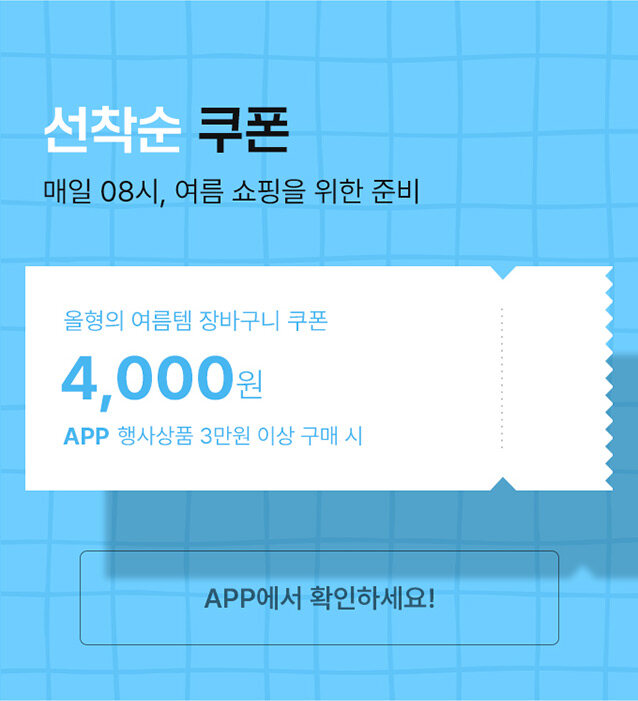 선착순 쿠폰
매일 08시, 여름 쇼핑을 위한 준비
올형의 여름템 장바구니 쿠폰
4,000원
APP 행사상품 3만원 이상 구매 시
APP에서 확인하세요!